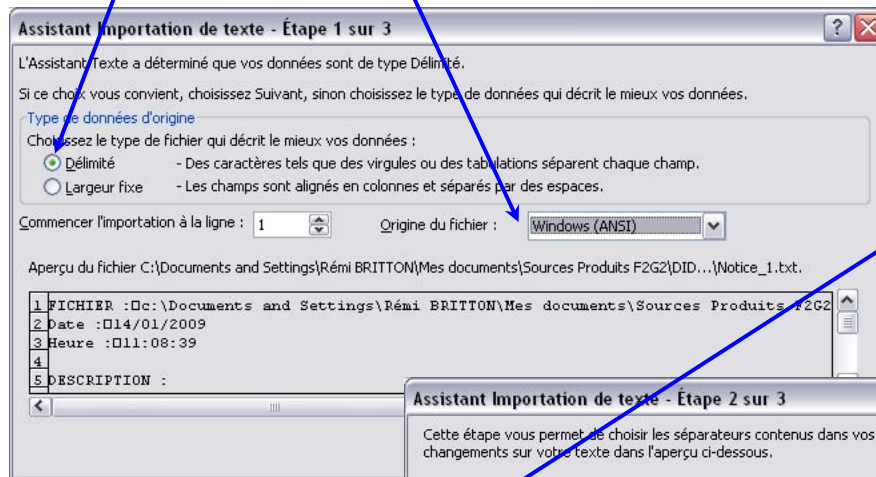 Assistant Importation de texte - Étape 1 sur 3
L'Assistant Texte a déterminé que vos données sont de type Délimité.
Si ce choix vous convient, choisissez Suivant, sinon choisissez le type de données qui décrit le mieux vos données.
Type de données d'origine
Choisissez le type de fichier qui décrit le mieux vos données :
Délimité - Des caractères tels que des virgules ou des tabulations séparent chaque champ.
Largeur fixe - Les champs sont alignés en colonnes et séparés par des espaces.
Commencer l'importation à la ligne : 1 Origine du fichier : Windows (ANSI)
Aperçu du fichier C:\Documents and Settings\Rémi BRITTON\Mes documents\Sources Produits F2G2\DID...\Notice_1.txt.
1 FICHIER :□c:\Documents and Settings\Rémi BRITTON\Mes documents\Sources Produits F2G2
2 Date :□14/01/2009
3 Heure :□11:08:39
4
5 DESCRIPTION :
Assistant Importation de texte - Étape 2 sur 3
Cette étape vous permet de choisir les séparateurs contenus dans vos
changements sur votre texte dans l'aperçu ci-dessous.